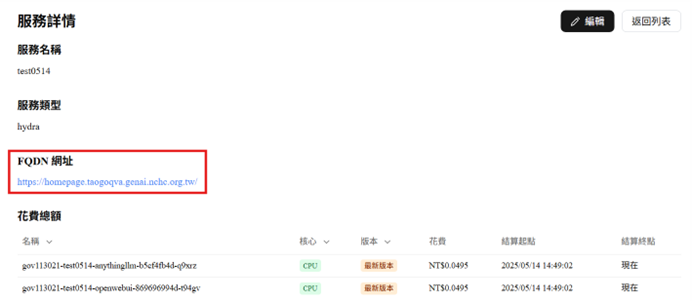 服務詳情
編輯
返回列表
服務名稱
test0514
服務類型
hydra
FQDN 網址
https://homepage.taogoqva.genai.nchc.org.tw/
花費總額
名稱 核心 版本 花費 結算起點 結算終點
gov113021-test0514-anythingllm-b5cf4fb4d-q9xrz CPU 最新版本 NT$0.0495 2025/05/14 14:49:02 現在
gov113021-test0514-openwebui-869696994d-t94gv CPU 最新版本 NT$0.0495 2025/05/14 14:49:02 現在